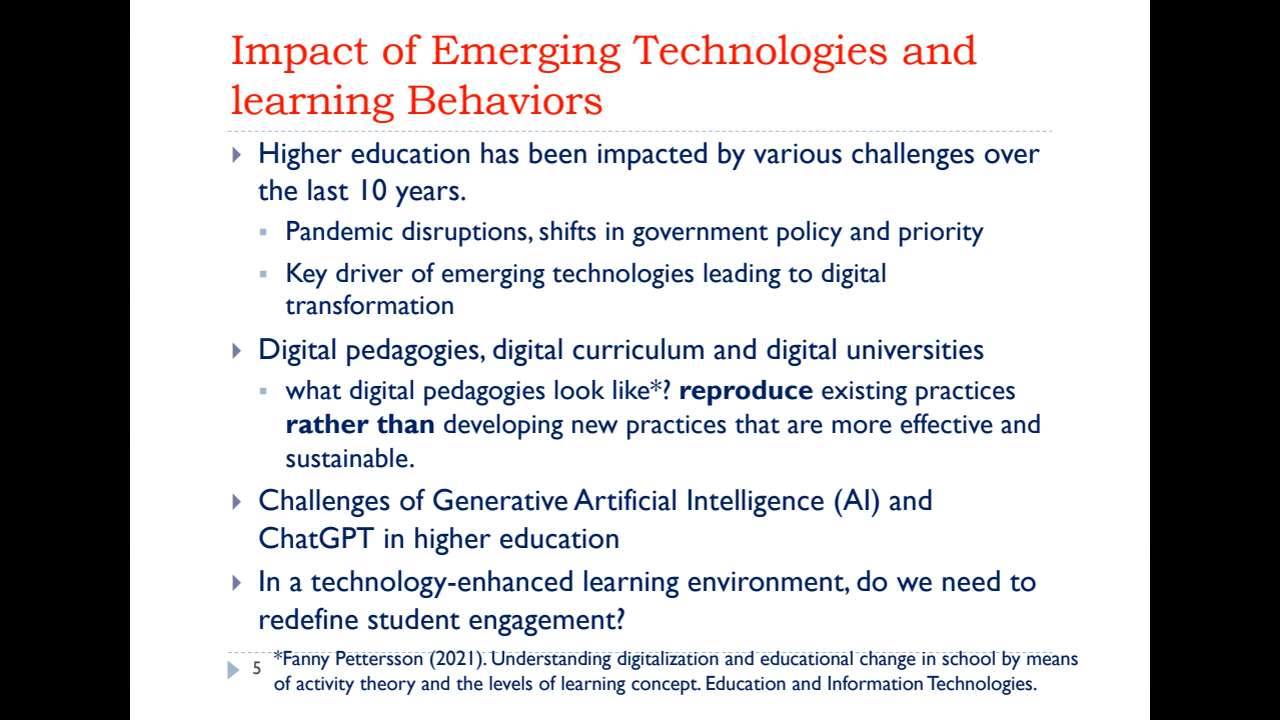 Impact of Emerging Technologies and
learning Behaviors
Higher education has been impacted by various challenges over
the last 10 years.
Pandemic disruptions, shifts in government policy and priority
Key driver of emerging technologies leading to digital
transformation
Digital pedagogies, digital curriculum and digital universities
what digital pedagogies look like*? reproduce existing practices
rather than developing new practices that are more effective and
sustainable.
Challenges of Generative Artificial Intelligence (AI) and
ChatGPT in higher education
In a technology-enhanced learning environment, do we need to
redefine student engagement?
5
*Fanny Pettersson (2021). Understanding digitalization and educational change in school by means
of activity theory and the levels of learning concept. Education and Information Technologies.